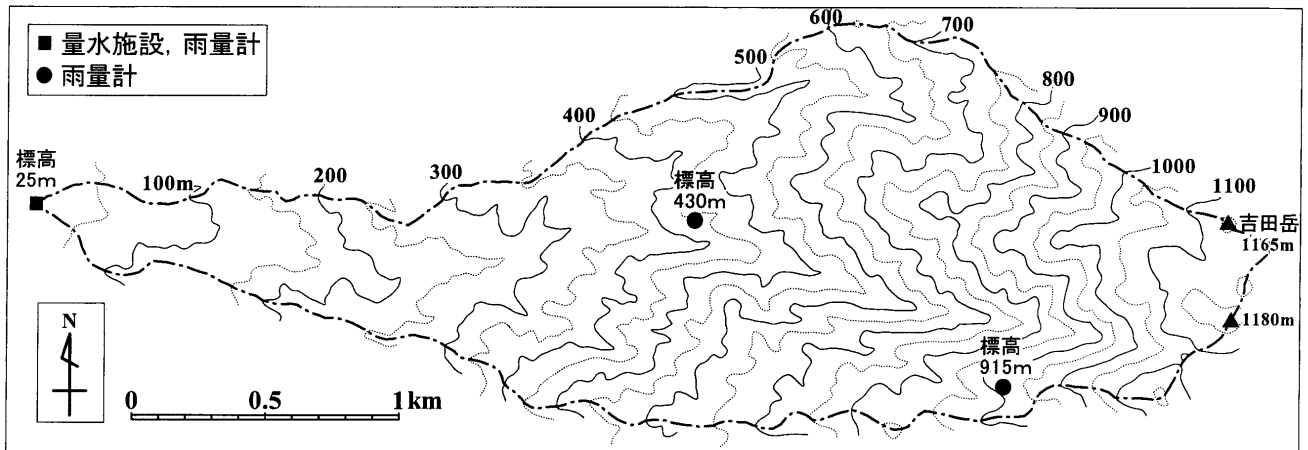 ■ 量水施設, 雨量計
● 雨量計
600
700
500
800
400
900
標高
25m
100m
200
300
標高
430m
1000
1100
吉田岳
1165m
1180m
標高
915m
N
0 0.5 1km